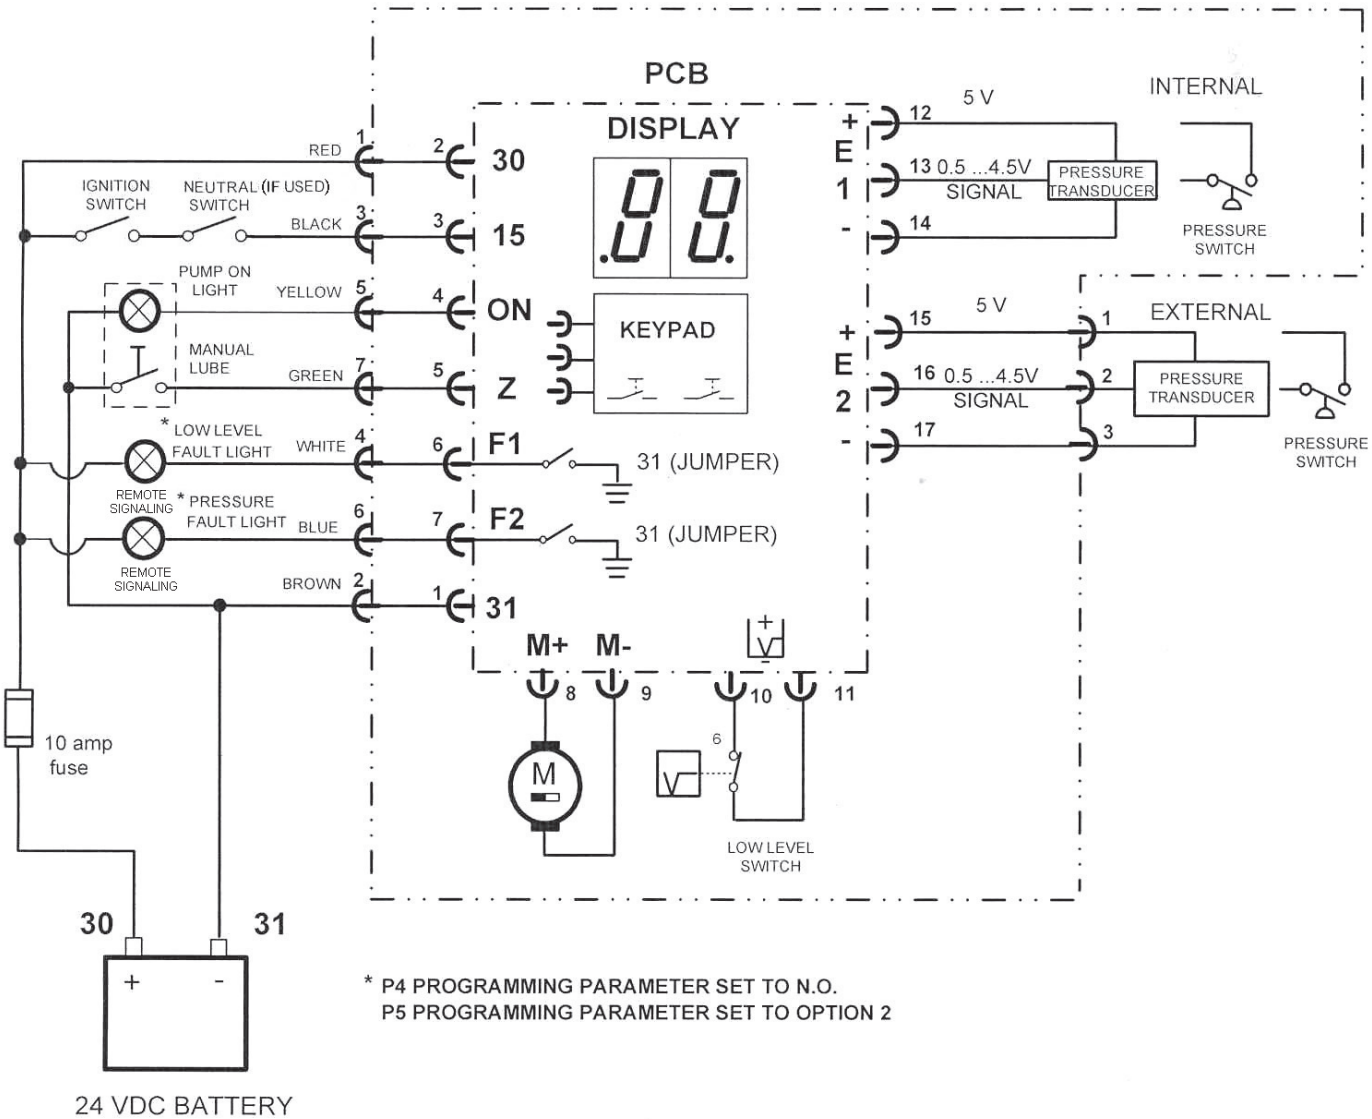 PCB
DISPLAY
INTERNAL
5 V
12
+
E
1
-
13 0.5 ...4.5V
SIGNAL
14
PRESSURE
TRANSDUCER
PRESSURE
SWITCH
RED
1
2
30
IGNITION
SWITCH
NEUTRAL (IF USED)
SWITCH
BLACK
3
3
15
PUMP ON
LIGHT
YELLOW
5
4
ON
KEYPAD
MANUAL
LUBE
GREEN
7
5
Z
EXTERNAL
5 V
15
1
+
E
2
-
16 0.5 ...4.5V
SIGNAL
2
17
3
PRESSURE
TRANSDUCER
PRESSURE
SWITCH
* LOW LEVEL
FAULT LIGHT
WHITE
4
6
F1
31 (JUMPER)
REMOTE
SIGNALING
* PRESSURE
FAULT LIGHT
BLUE
6
7
F2
31 (JUMPER)
REMOTE
SIGNALING
BROWN
2
1
31
M+ M-
+
-
8
9
10
11
M
6
LOW LEVEL
SWITCH
10 amp
fuse
30
31
+ -
24 VDC BATTERY
* P4 PROGRAMMING PARAMETER SET TO N.O.
P5 PROGRAMMING PARAMETER SET TO OPTION 2